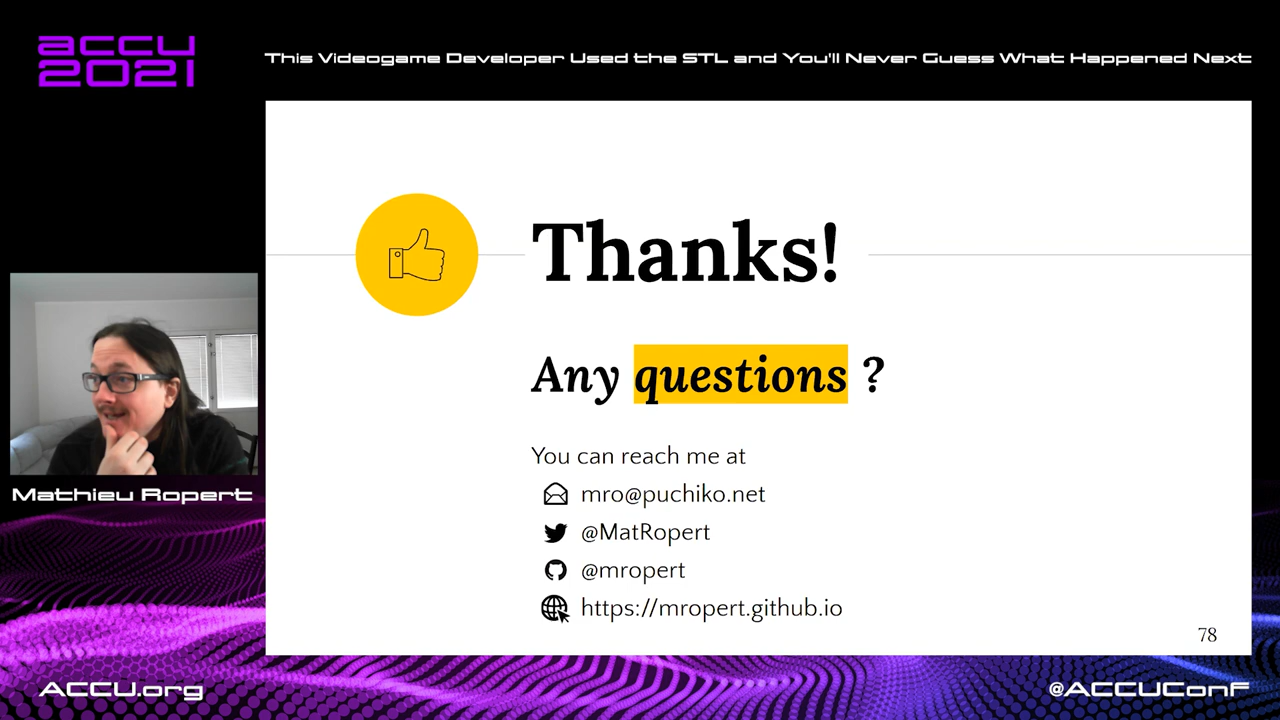 accu
2021
This Videogame Developer Used the STL and You'll Never Guess What Happened Next
Thanks!
Any questions ?
You can reach me at
mro@puchiko.net
@MatRopert
@mropert
https://mropert.github.io
78
Mathieu Ropert
ACCU.org
@ACCUConf